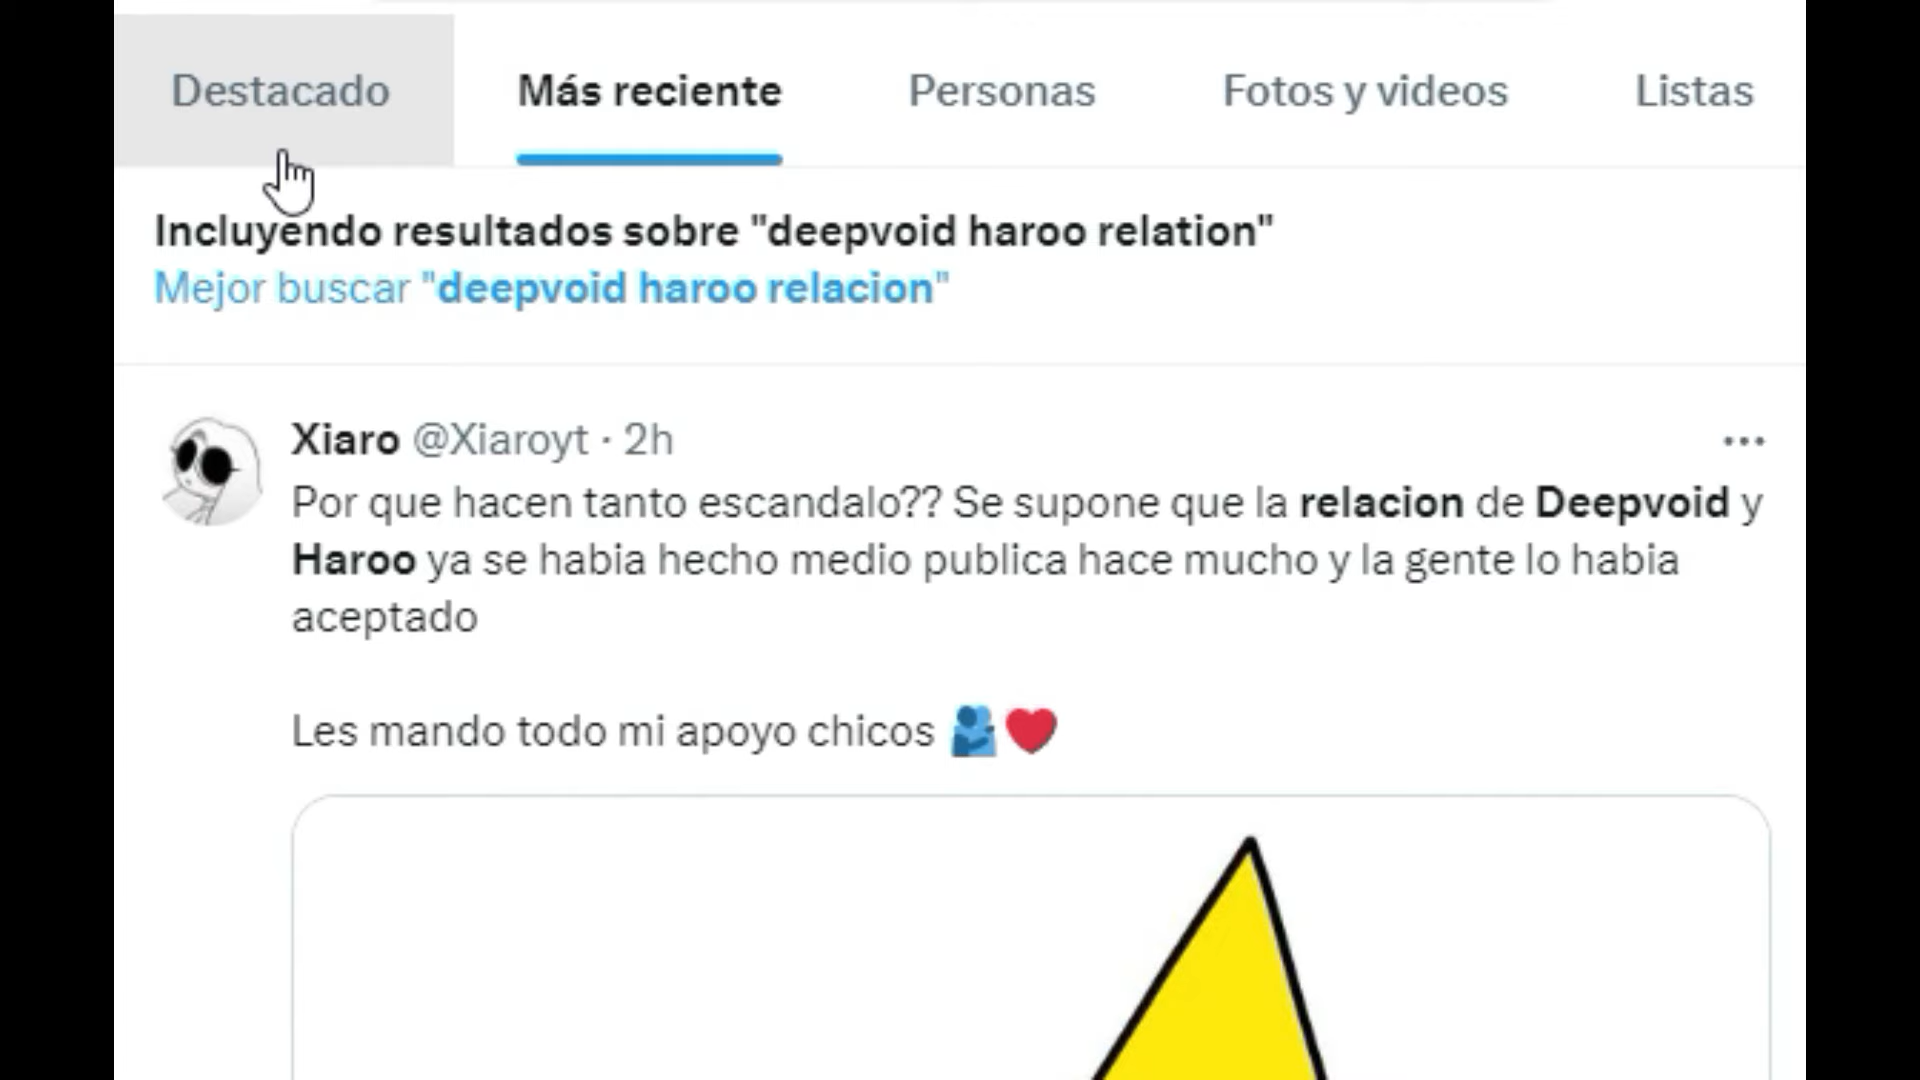 Destacado Más reciente Personas Fotos y videos Listas
Incluyendo resultados sobre "deepvoid haroo relation"
Mejor buscar "deepvoid haroo relacion"
Xiaro @Xiaroyt · 2h
Por que hacen tanto escandalo?? Se supone que la relacion de Deepvoid y
Haroo ya se habia hecho medio publica hace mucho y la gente lo habia
aceptado
Les mando todo mi apoyo chicos 🫂❤️